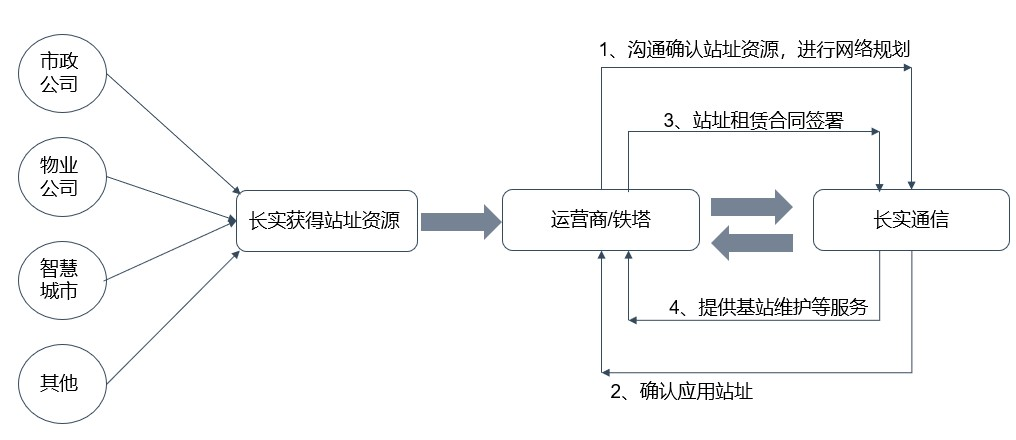 市政
公司
物业
公司
智慧
城市
其他
长实获得站址资源
运营商/铁塔
长实通信
1、沟通确认站址资源，进行网络规划
3、站址租赁合同签署
4、提供基站维护等服务
2、确认应用站址